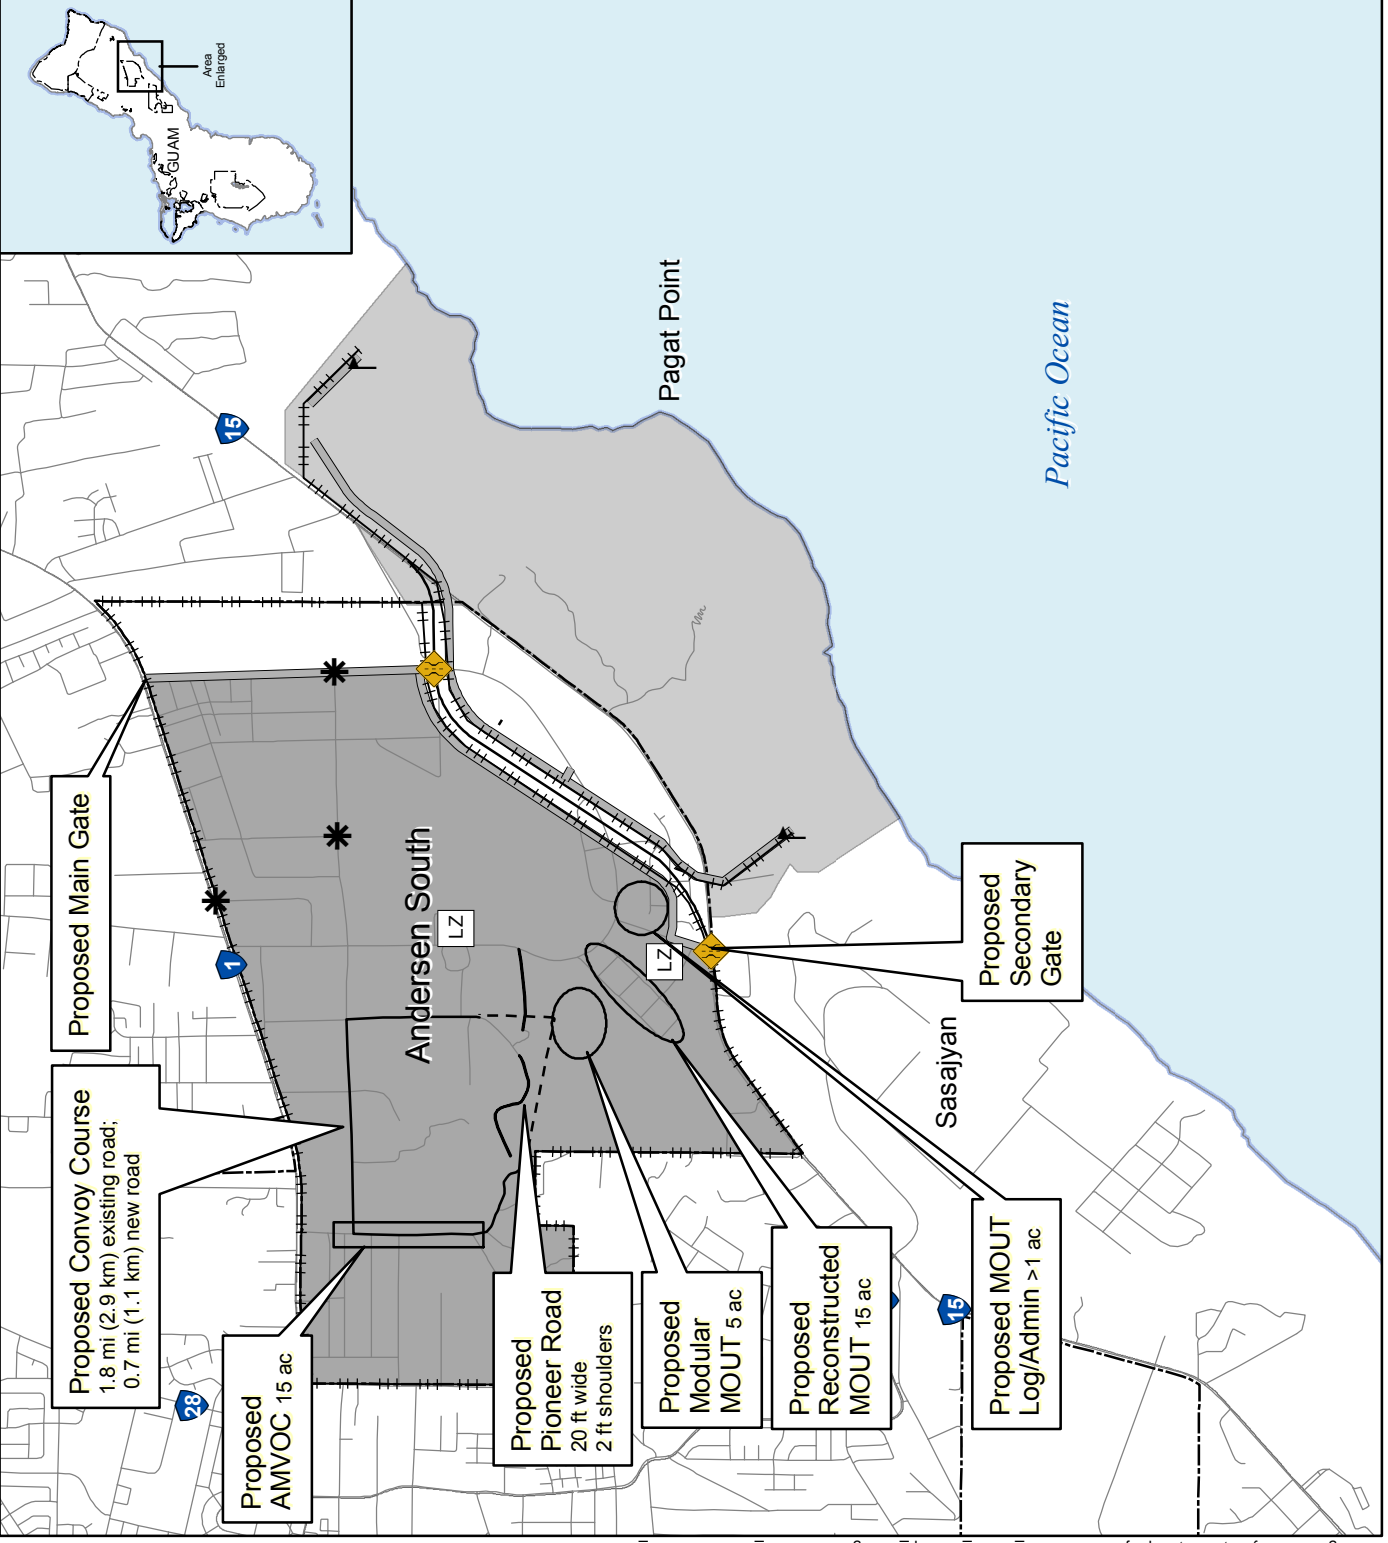 Area
Enlarged
GUAM
Proposed Main Gate
Proposed Convoy Course
1.8 mi (2.9 km) existing road;
0.7 mi (1.1 km) new road
Proposed
AMVOC 15 ac
28
1
15
Andersen South
LZ
LZ
Proposed
Pioneer Road
20 ft wide
2 ft shoulders
Proposed
Modular
MOUT 5 ac
Proposed
Reconstructed
MOUT 15 ac
Proposed MOUT
Log/Admin >1 ac
Proposed
Secondary
Gate
Sasajyan
15
Pagat Point
Pacific Ocean